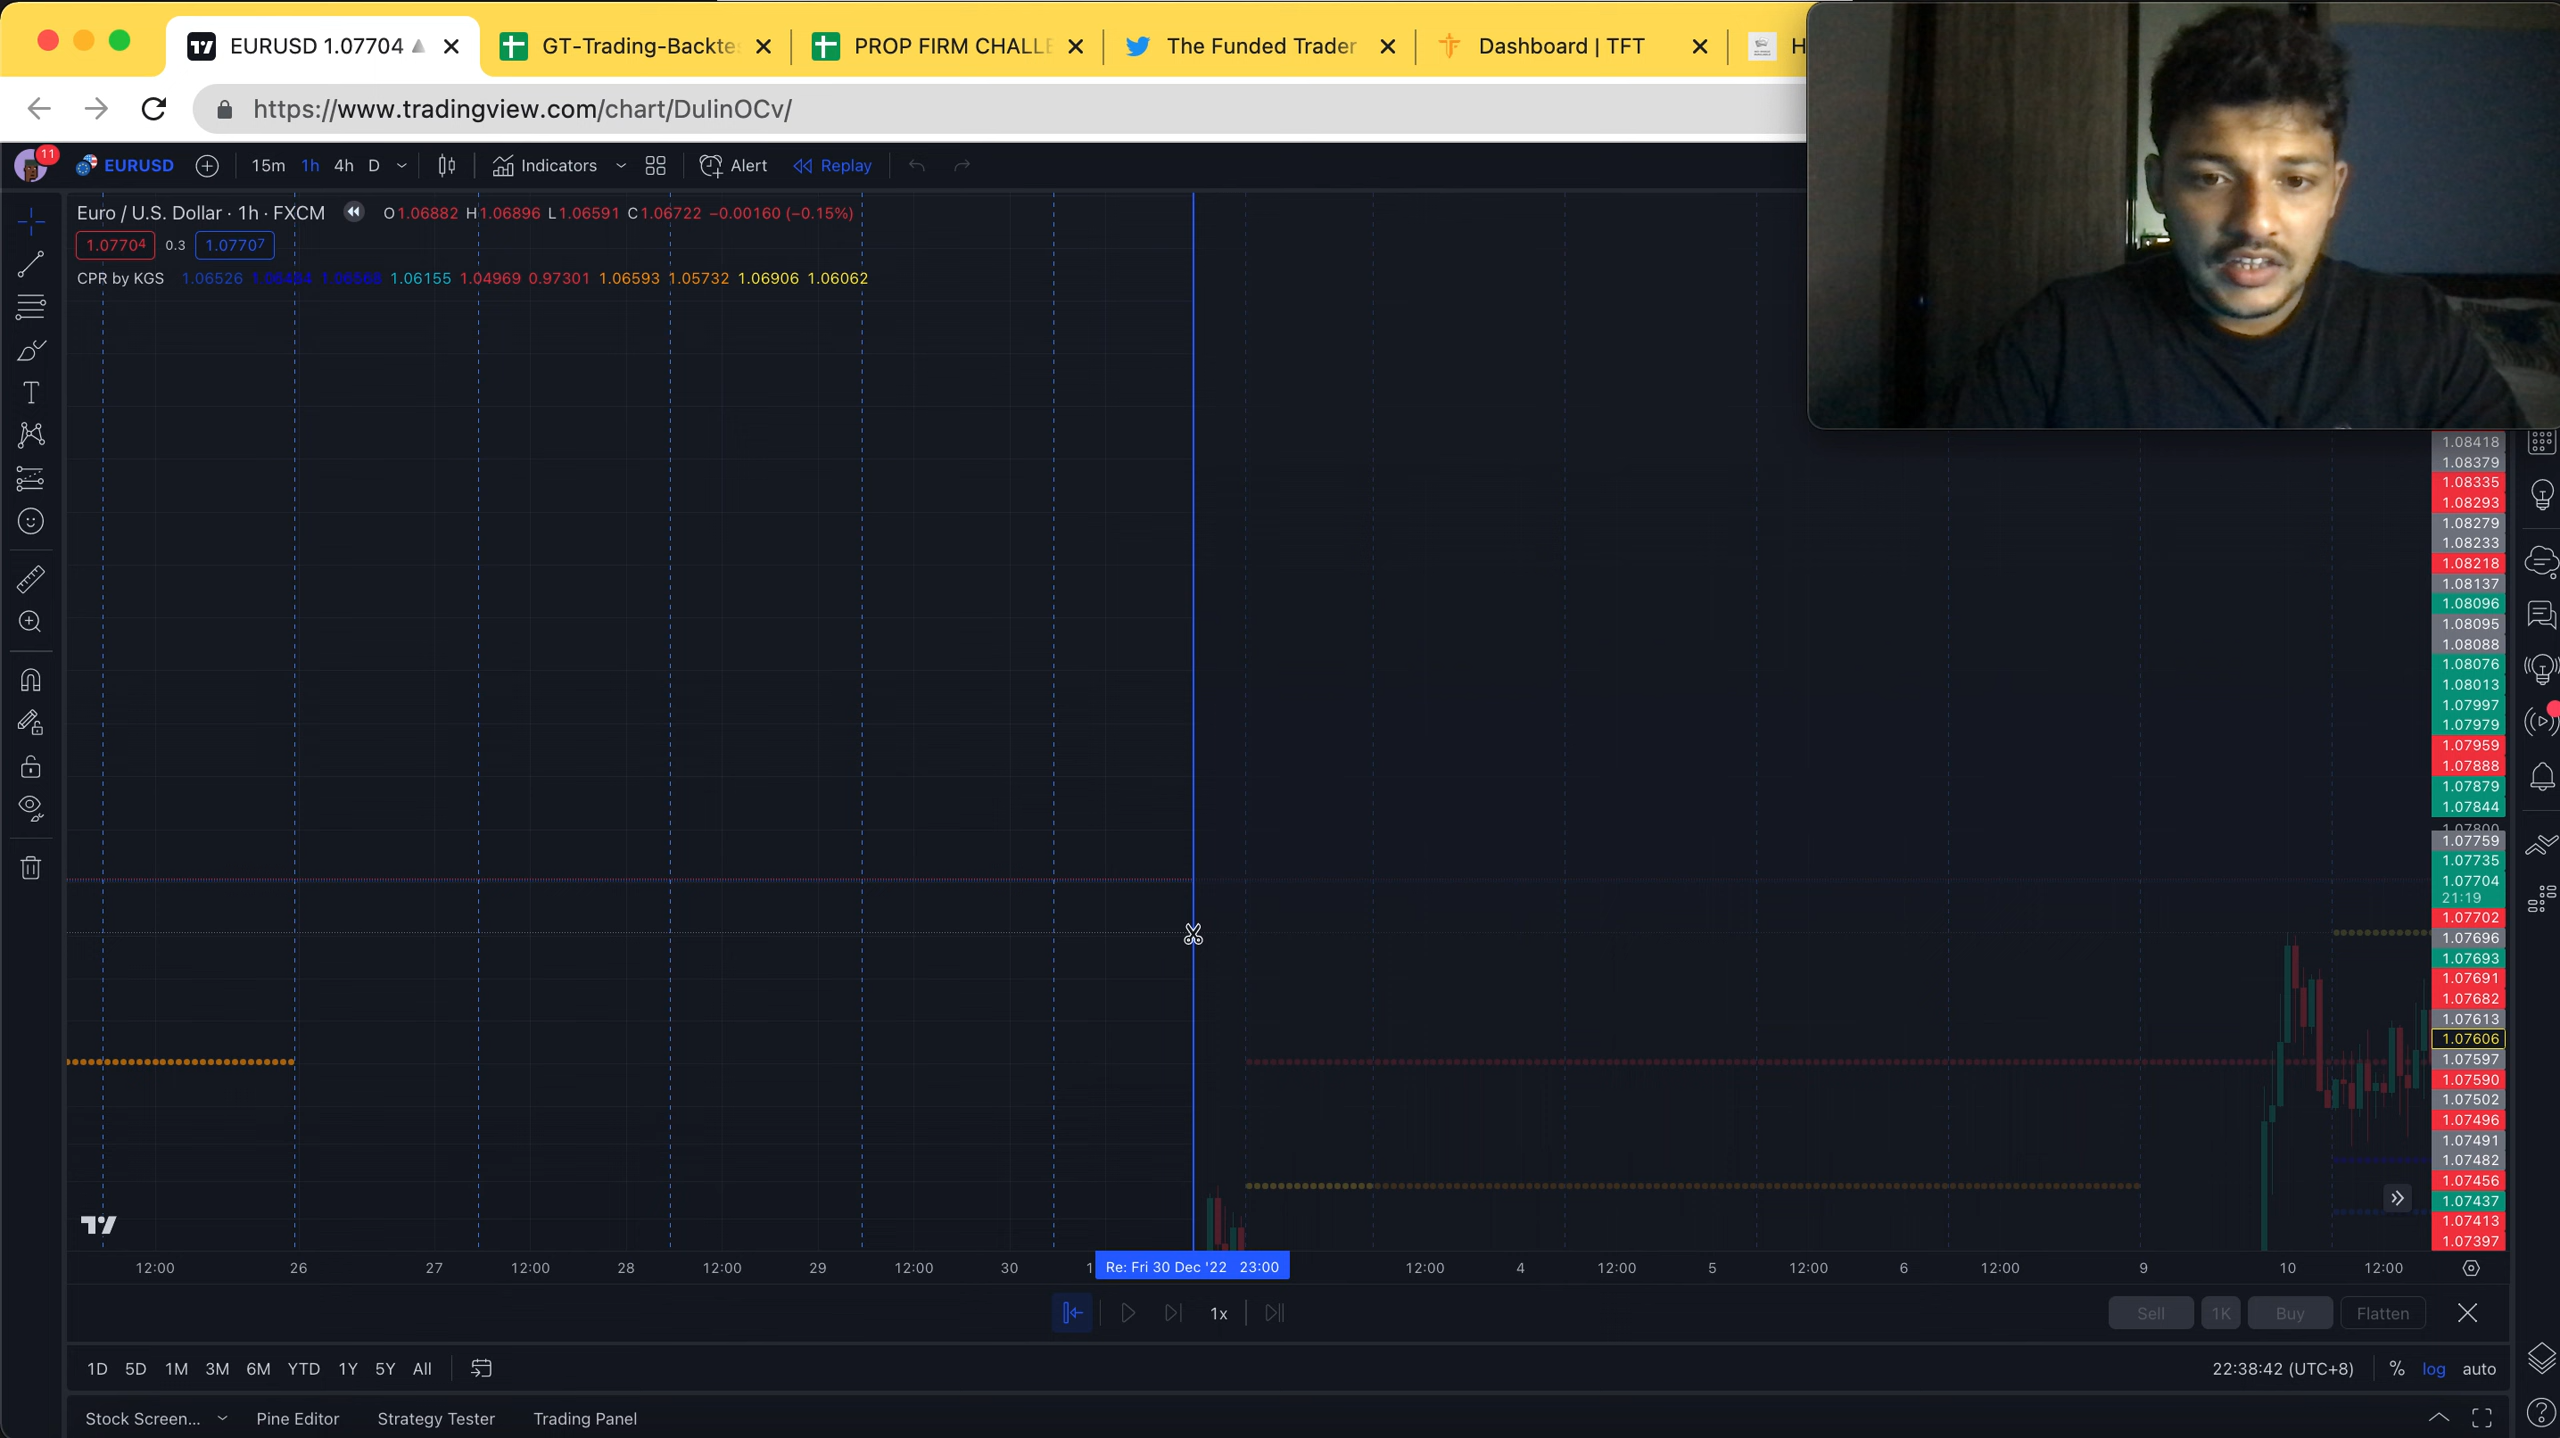 EURUSD 1.07704
GT-Trading-Backte
PROP FIRM CHALLE
The Funded Trader
Dashboard | TFT
H
https://www.tradingview.com/chart/DulinOCv/
11
EURUSD
15m
1h
4h
D
Indicators
Alert
Replay
Euro / U.S. Dollar · 1h · FXCM
O1.06882 H1.06896 L1.06591 C1.06722 −0.00160 (−0.15%)
1.07704
0.3
1.07707
CPR by KGS
1.06526
1.06155 1.04969 0.97301 1.06593 1.05732 1.06906 1.06062
1.08418
1.08379
1.08335
1.08293
1.08279
1.08233
1.08218
1.08137
1.08096
1.08095
1.08088
1.08076
1.08013
1.07997
1.07979
1.07959
1.07888
1.07879
1.07844
1.07800
1.07759
1.07735
1.07704
21:19
1.07702
1.07696
1.07693
1.07691
1.07682
1.07613
1.07606
1.07597
1.07590
1.07502
1.07496
1.07491
1.07482
1.07456
1.07437
1.07413
1.07397
12:00 26 27 12:00 28 12:00 29 12:00 30 1
Re: Fri 30 Dec '22 23:00
12:00 4 12:00 5 12:00 6 12:00 9 10 12:00
1x
Sell
1K
Buy
Flatten
1D 5D 1M 3M 6M YTD 1Y 5Y All
22:38:42 (UTC+8)
%
log
auto
Stock Screen...
Pine Editor
Strategy Tester
Trading Panel